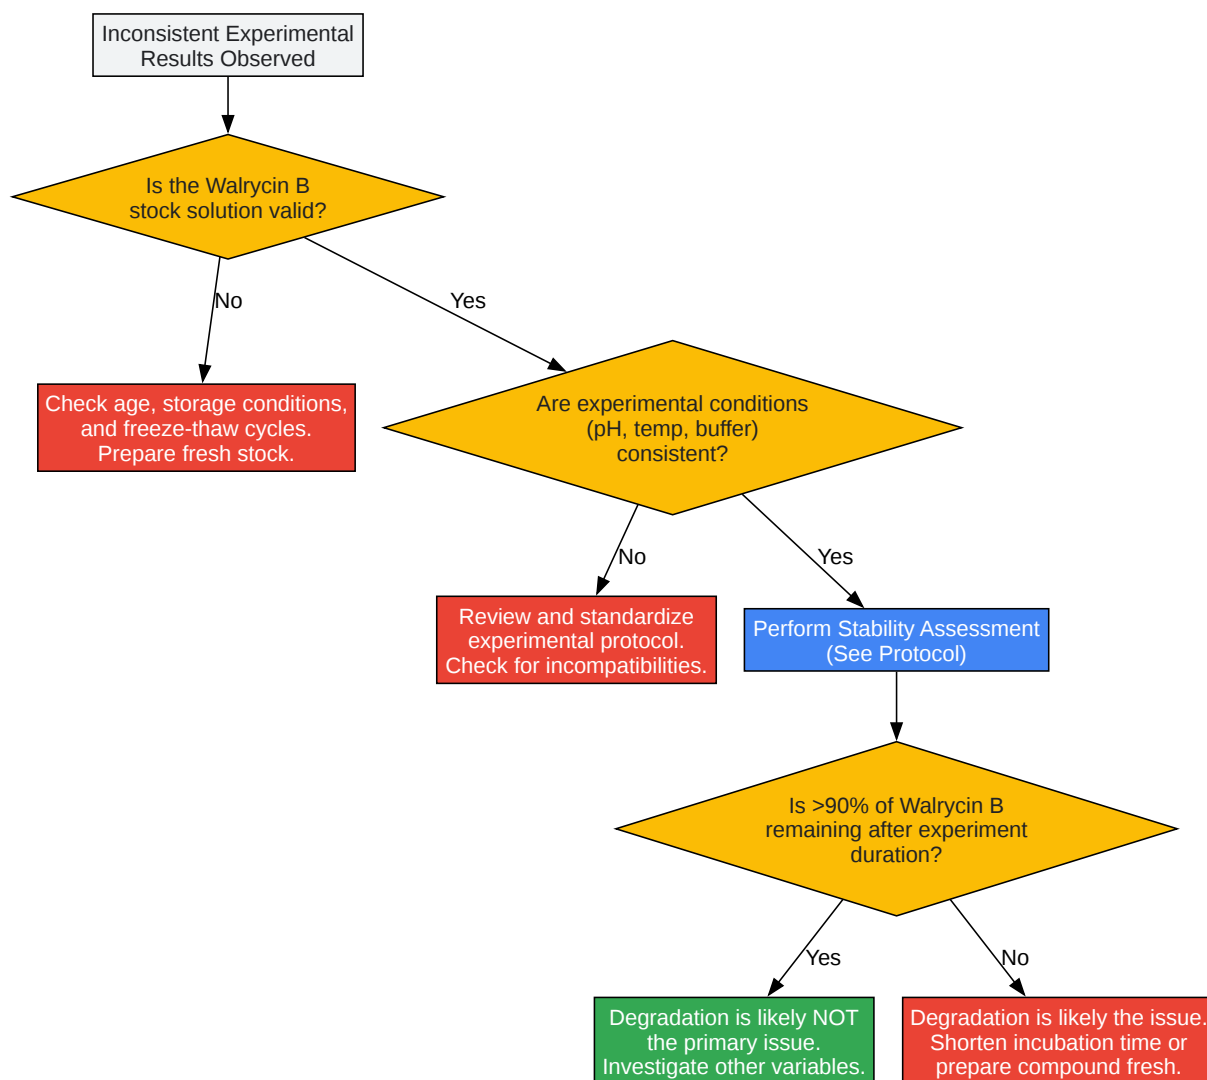 Inconsistent Experimental
Results Observed
Is the Walrycin B
stock solution valid?
No
Yes
Check age, storage conditions,
and freeze-thaw cycles.
Prepare fresh stock.
Are experimental conditions
(pH, temp, buffer)
consistent?
No
Yes
Review and standardize
experimental protocol.
Check for incompatibilities.
Perform Stability Assessment
(See Protocol)
Is >90% of Walrycin B
remaining after experiment
duration?
Yes
No
Degradation is likely NOT
the primary issue.
Investigate other variables.
Degradation is likely the issue.
Shorten incubation time or
prepare compound fresh.